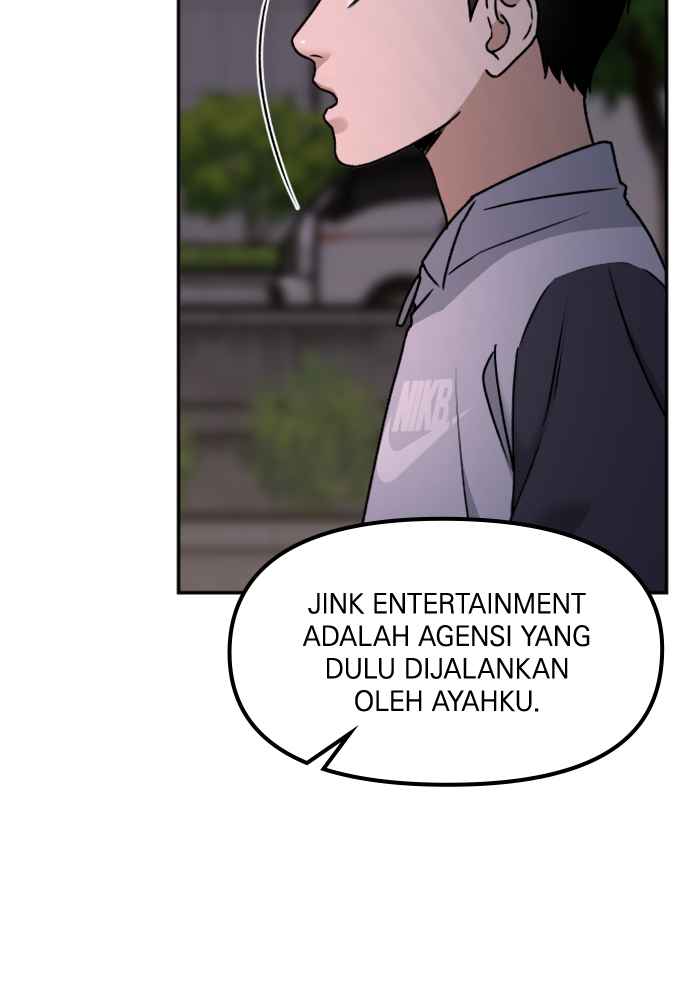 NIKB
JINK ENTERTAINMENT
ADALAH AGENSI YANG
DULU DIJALANKAN
OLEH AYAHKU.